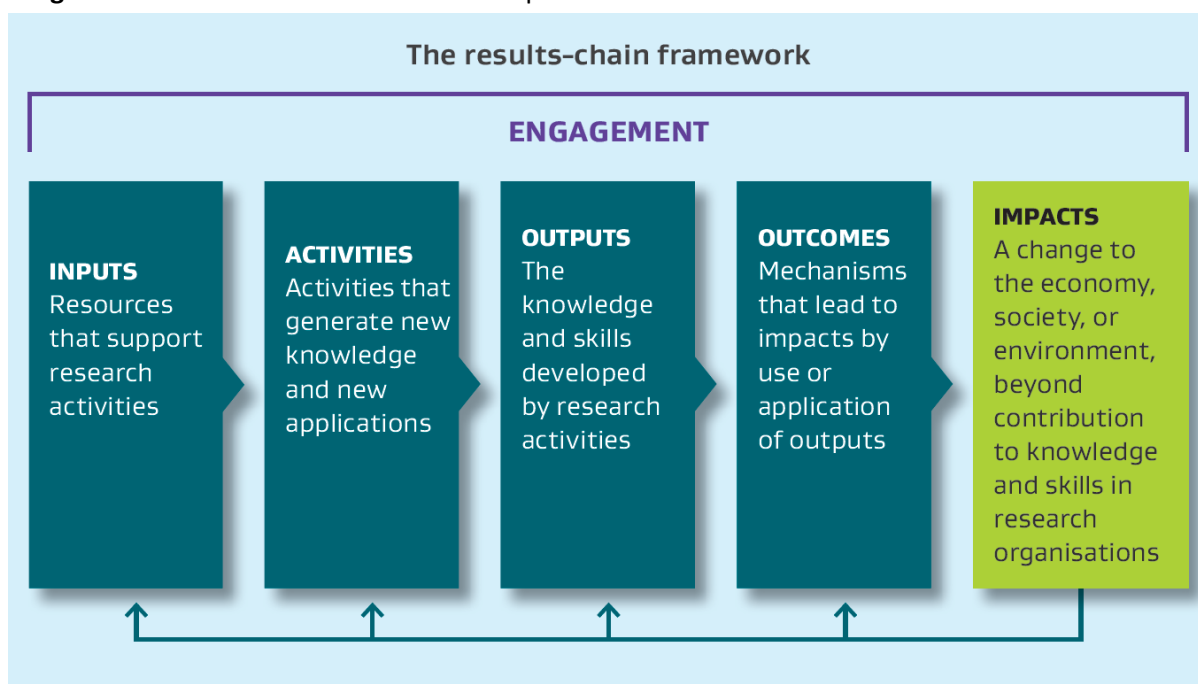 The results-chain framework
ENGAGEMENT
INPUTS
Resources
that support
research
activities
ACTIVITIES
Activities that
generate new
knowledge
and new
applications
OUTPUTS
The
knowledge
and skills
developed
by research
activities
OUTCOMES
Mechanisms
that lead to
impacts by
use or
application
of outputs
IMPACTS
A change to
the economy,
society, or
environment,
beyond
contribution
to knowledge
and skills in
research
organisations